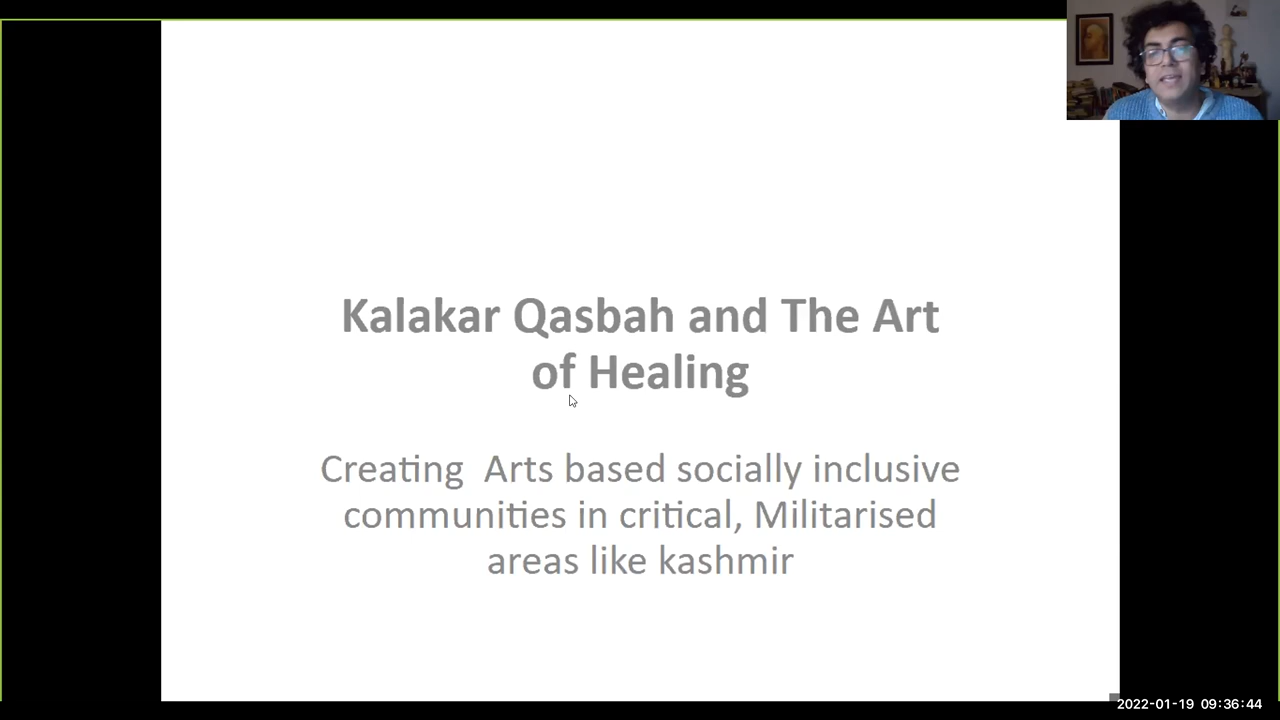 Kalakar Qasbah and The Art
of Healing
Creating  Arts based socially inclusive
communities in critical, Militarised
areas like kashmir
2022-01-19 09:36:44